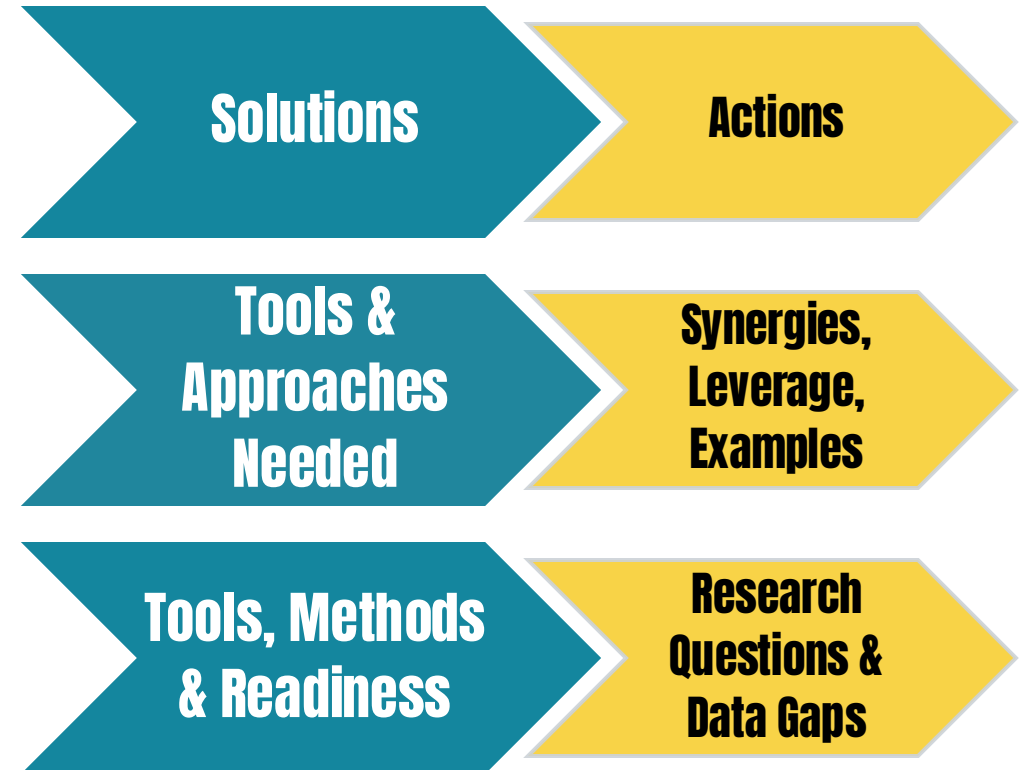 Solutions
Actions
Tools &
Approaches
Needed
Synergies,
Leverage,
Examples
Tools, Methods
& Readiness
Research
Questions &
Data Gaps